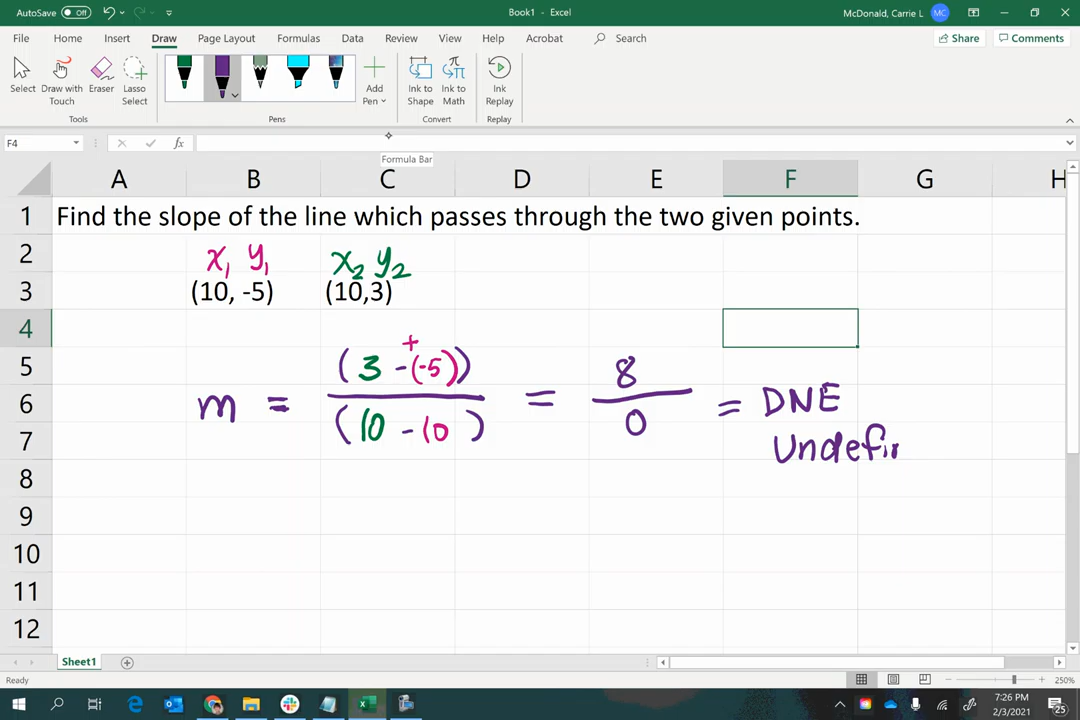 AutoSave Off Book1 - Excel McDonald, Carrie L MC
File Home Insert Draw Page Layout Formulas Data Review View Help Acrobat Search Share Comments
Select Draw with Touch Eraser Lasso Select Add Pen Ink to Shape Ink to Math Ink Replay
Tools Pens Convert Replay
F4 fx
Formula Bar
A B C D E F G H
1 Find the slope of the line which passes through the two given points.
2 x₁ y₁ x₂ y₂
3 (10, -5) (10,3)
4
+
5 (3 -(-5)) 8
6 m = ――― = ― = DNE
7 (10 - 10) 0 Undefin
8
9
10
11
12
Sheet1
Ready 250%
7:26 PM
2/3/2021
25